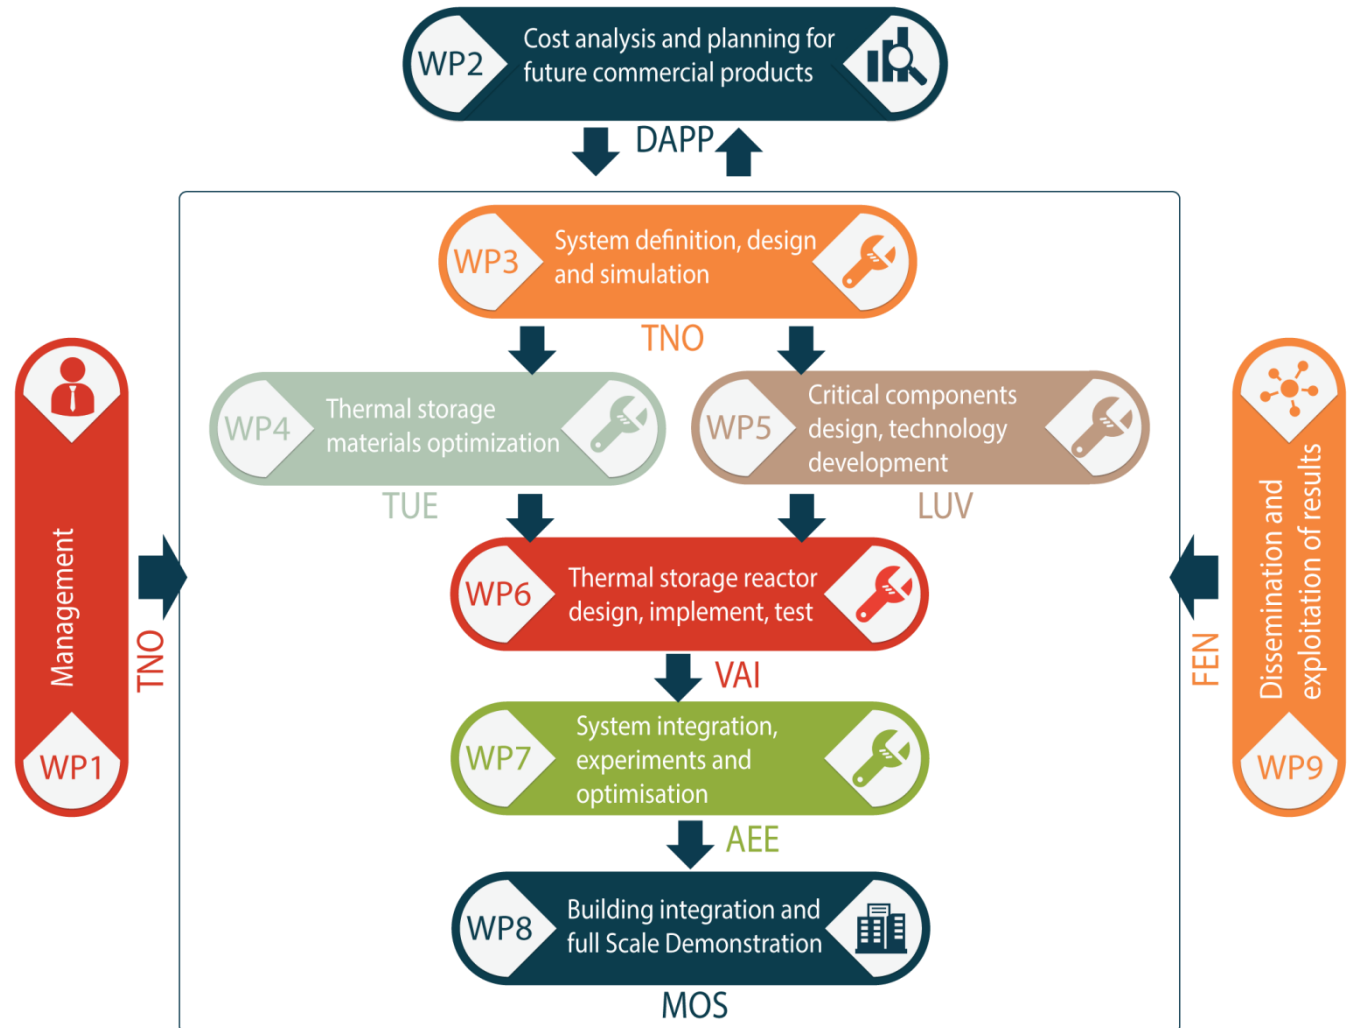 WP2
Cost analysis and planning for
future commercial products
DAPP
WP3
System definition, design
and simulation
TNO
WP4
Thermal storage
materials optimization
TUE
WP5
Critical components
design, technology
development
LUV
Management
WP1
TNO
WP6
Thermal storage reactor
design, implement, test
VAI
FEN
Dissemination and
exploitation of results
WP9
WP7
System integration,
experiments and
optimisation
AEE
WP8
Building integration and
full Scale Demonstration
MOS